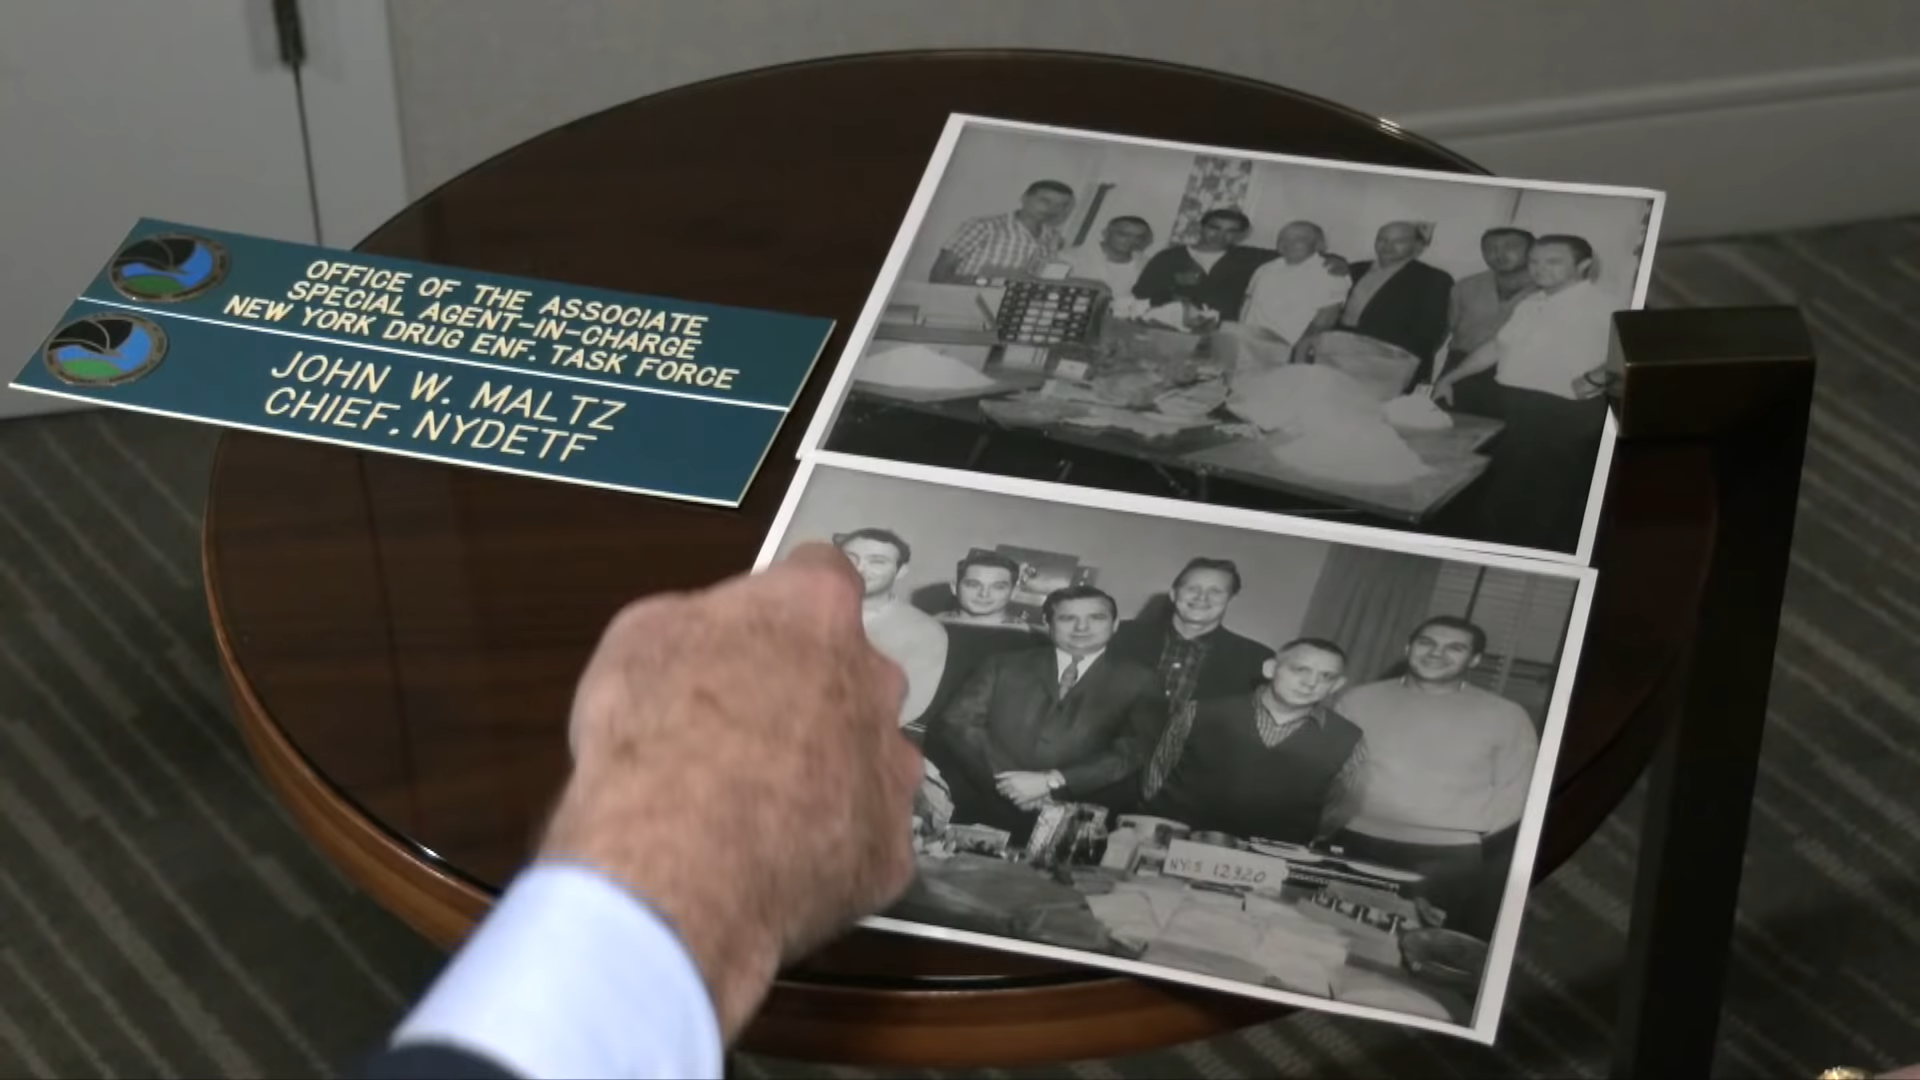 OFFICE OF THE ASSOCIATE
SPECIAL AGENT-IN-CHARGE
NEW YORK DRUG ENF. TASK FORCE
JOHN W. MALTZ
CHIEF, NYDETF
NY:S 12320